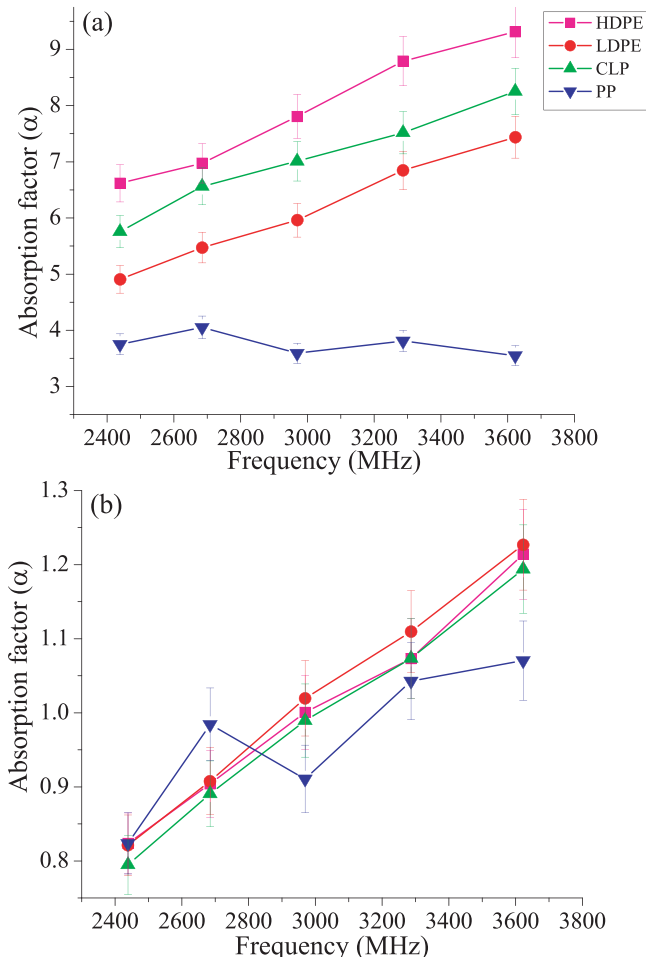 (a)
HDPE
LDPE
CLP
PP
Absorption factor (α)
9
8
7
6
5
4
3
2400 2600 2800 3000 3200 3400 3600 3800
Frequency (MHz)
(b)
Absorption factor (α)
1.3
1.2
1.1
1.0
0.9
0.8
2400 2600 2800 3000 3200 3400 3600 3800
Frequency (MHz)